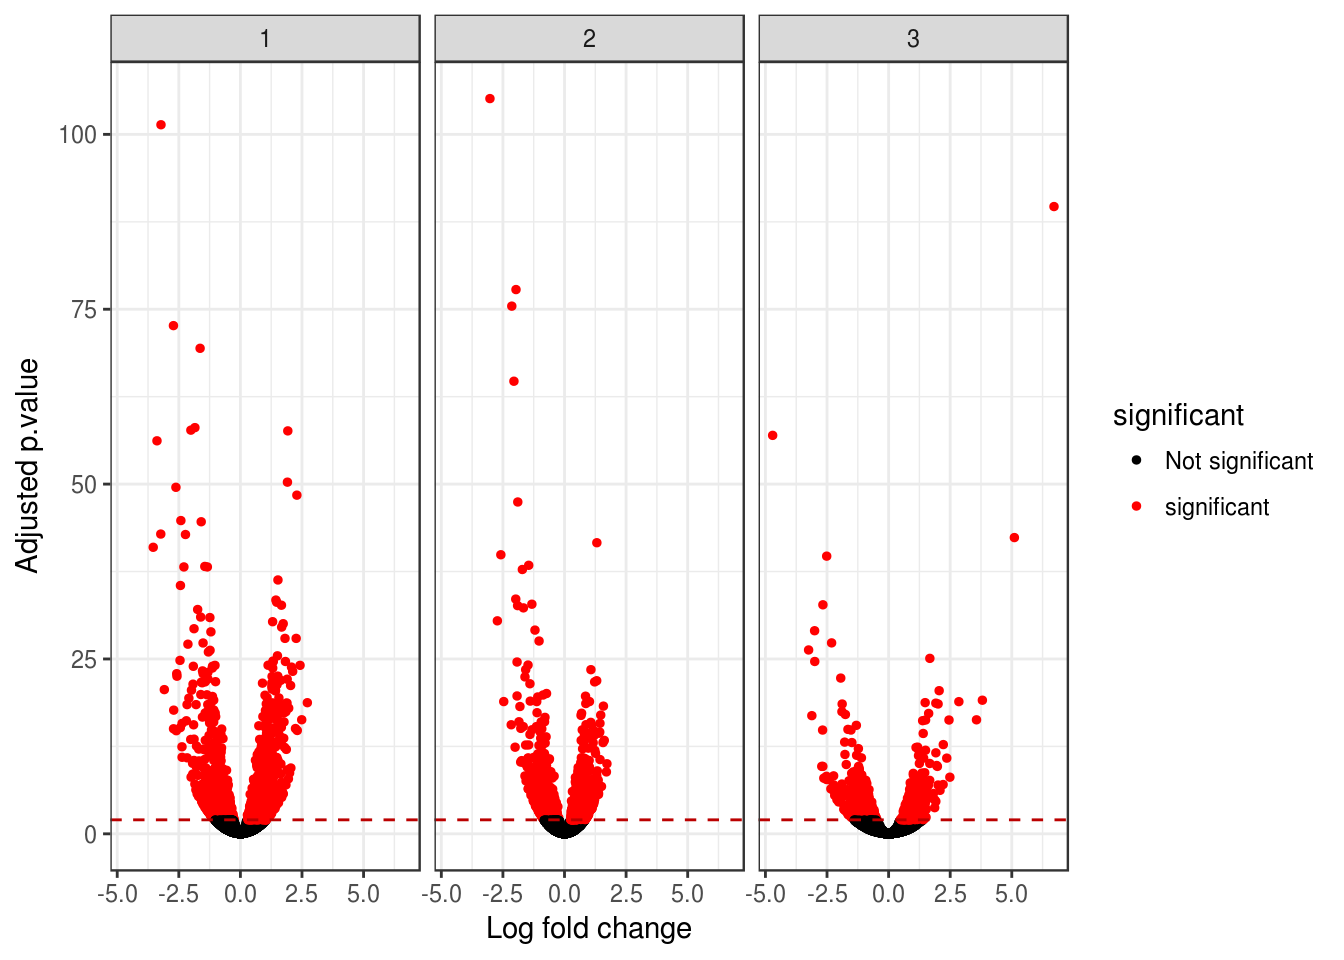 1 2 3
100
75
50
25
0
Adjusted p.value
-5.0 -2.5 0.0 2.5 5.0 -5.0 -2.5 0.0 2.5 5.0 -5.0 -2.5 0.0 2.5 5.0
Log fold change
significant
Not significant
significant